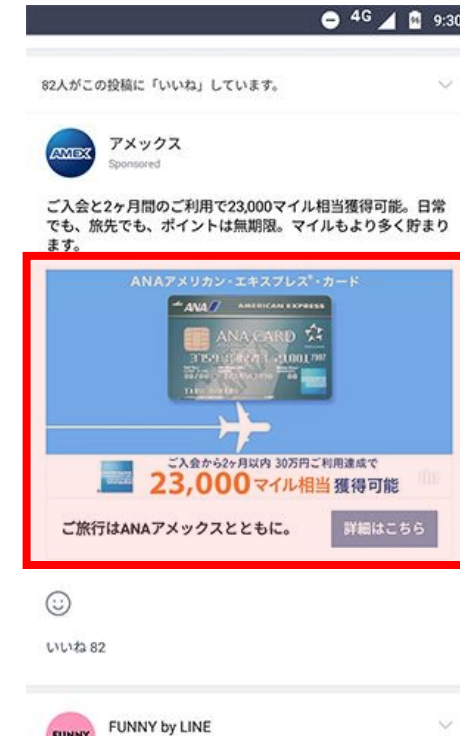 4G 96 9:30
82人がこの投稿に「いいね」しています。
AMEX
アメックス
Sponsored
ご入会と2ヶ月間のご利用で23,000マイル相当獲得可能。日常
でも、旅先でも、ポイントは無期限。マイルもより多く貯まり
ます。
ANAアメリカン・エキスプレス®・カード
ANA AMERICAN EXPRESS
ANA CARD
ご入会から2ヶ月以内 30万円ご利用達成で
23,000マイル相当 獲得可能
ご旅行はANAアメックスとともに。
詳細はこちら
いいね 82
FUNNY
FUNNY by LINE